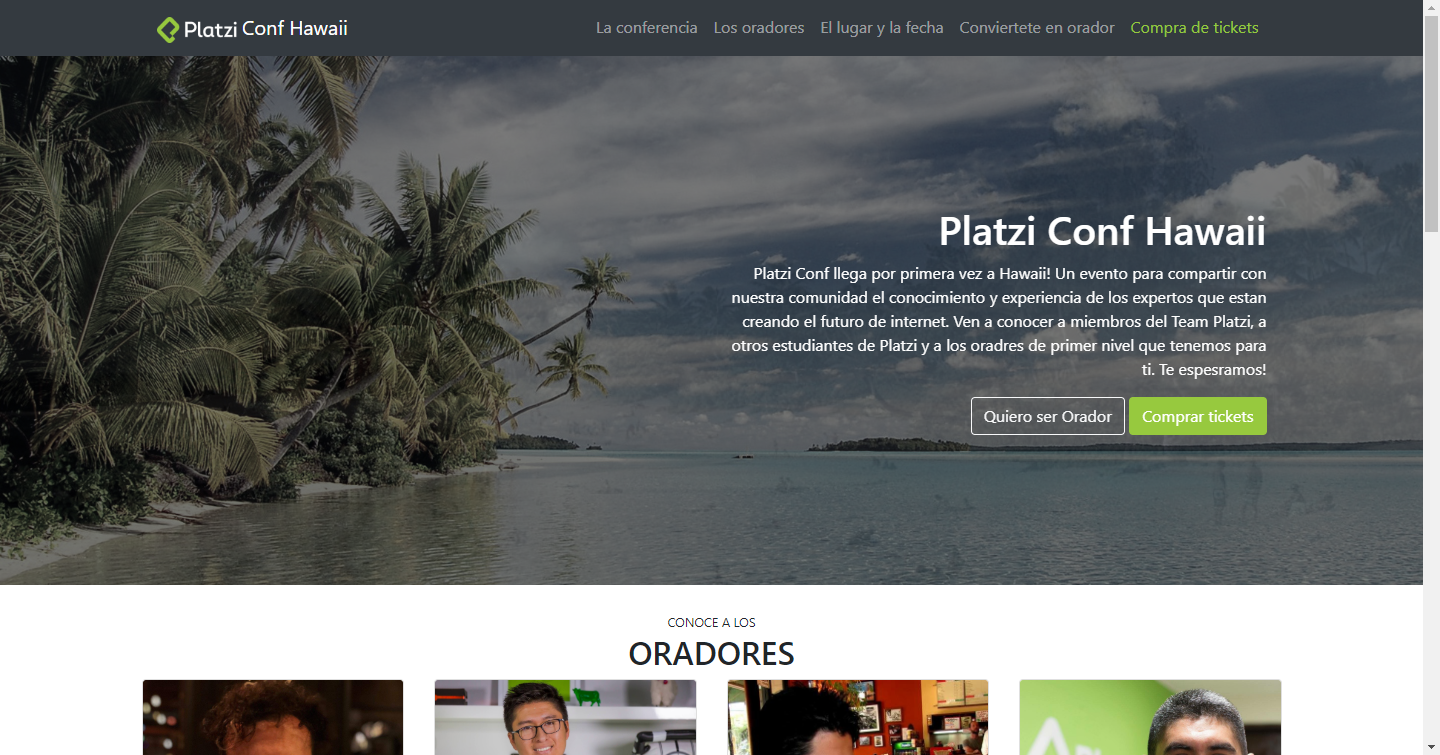 Platzi Conf Hawaii
La conferencia Los oradores El lugar y la fecha Conviertete en orador Compra de tickets
Platzi Conf Hawaii
Platzi Conf llega por primera vez a Hawaii! Un evento para compartir con
nuestra comunidad el conocimiento y experiencia de los expertos que estan
creando el futuro de internet. Ven a conocer a miembros del Team Platzi, a
otros estudiantes de Platzi y a los oradres de primer nivel que tenemos para
ti. Te espesramos!
Quiero ser Orador Comprar tickets
CONOCE A LOS
ORADORES